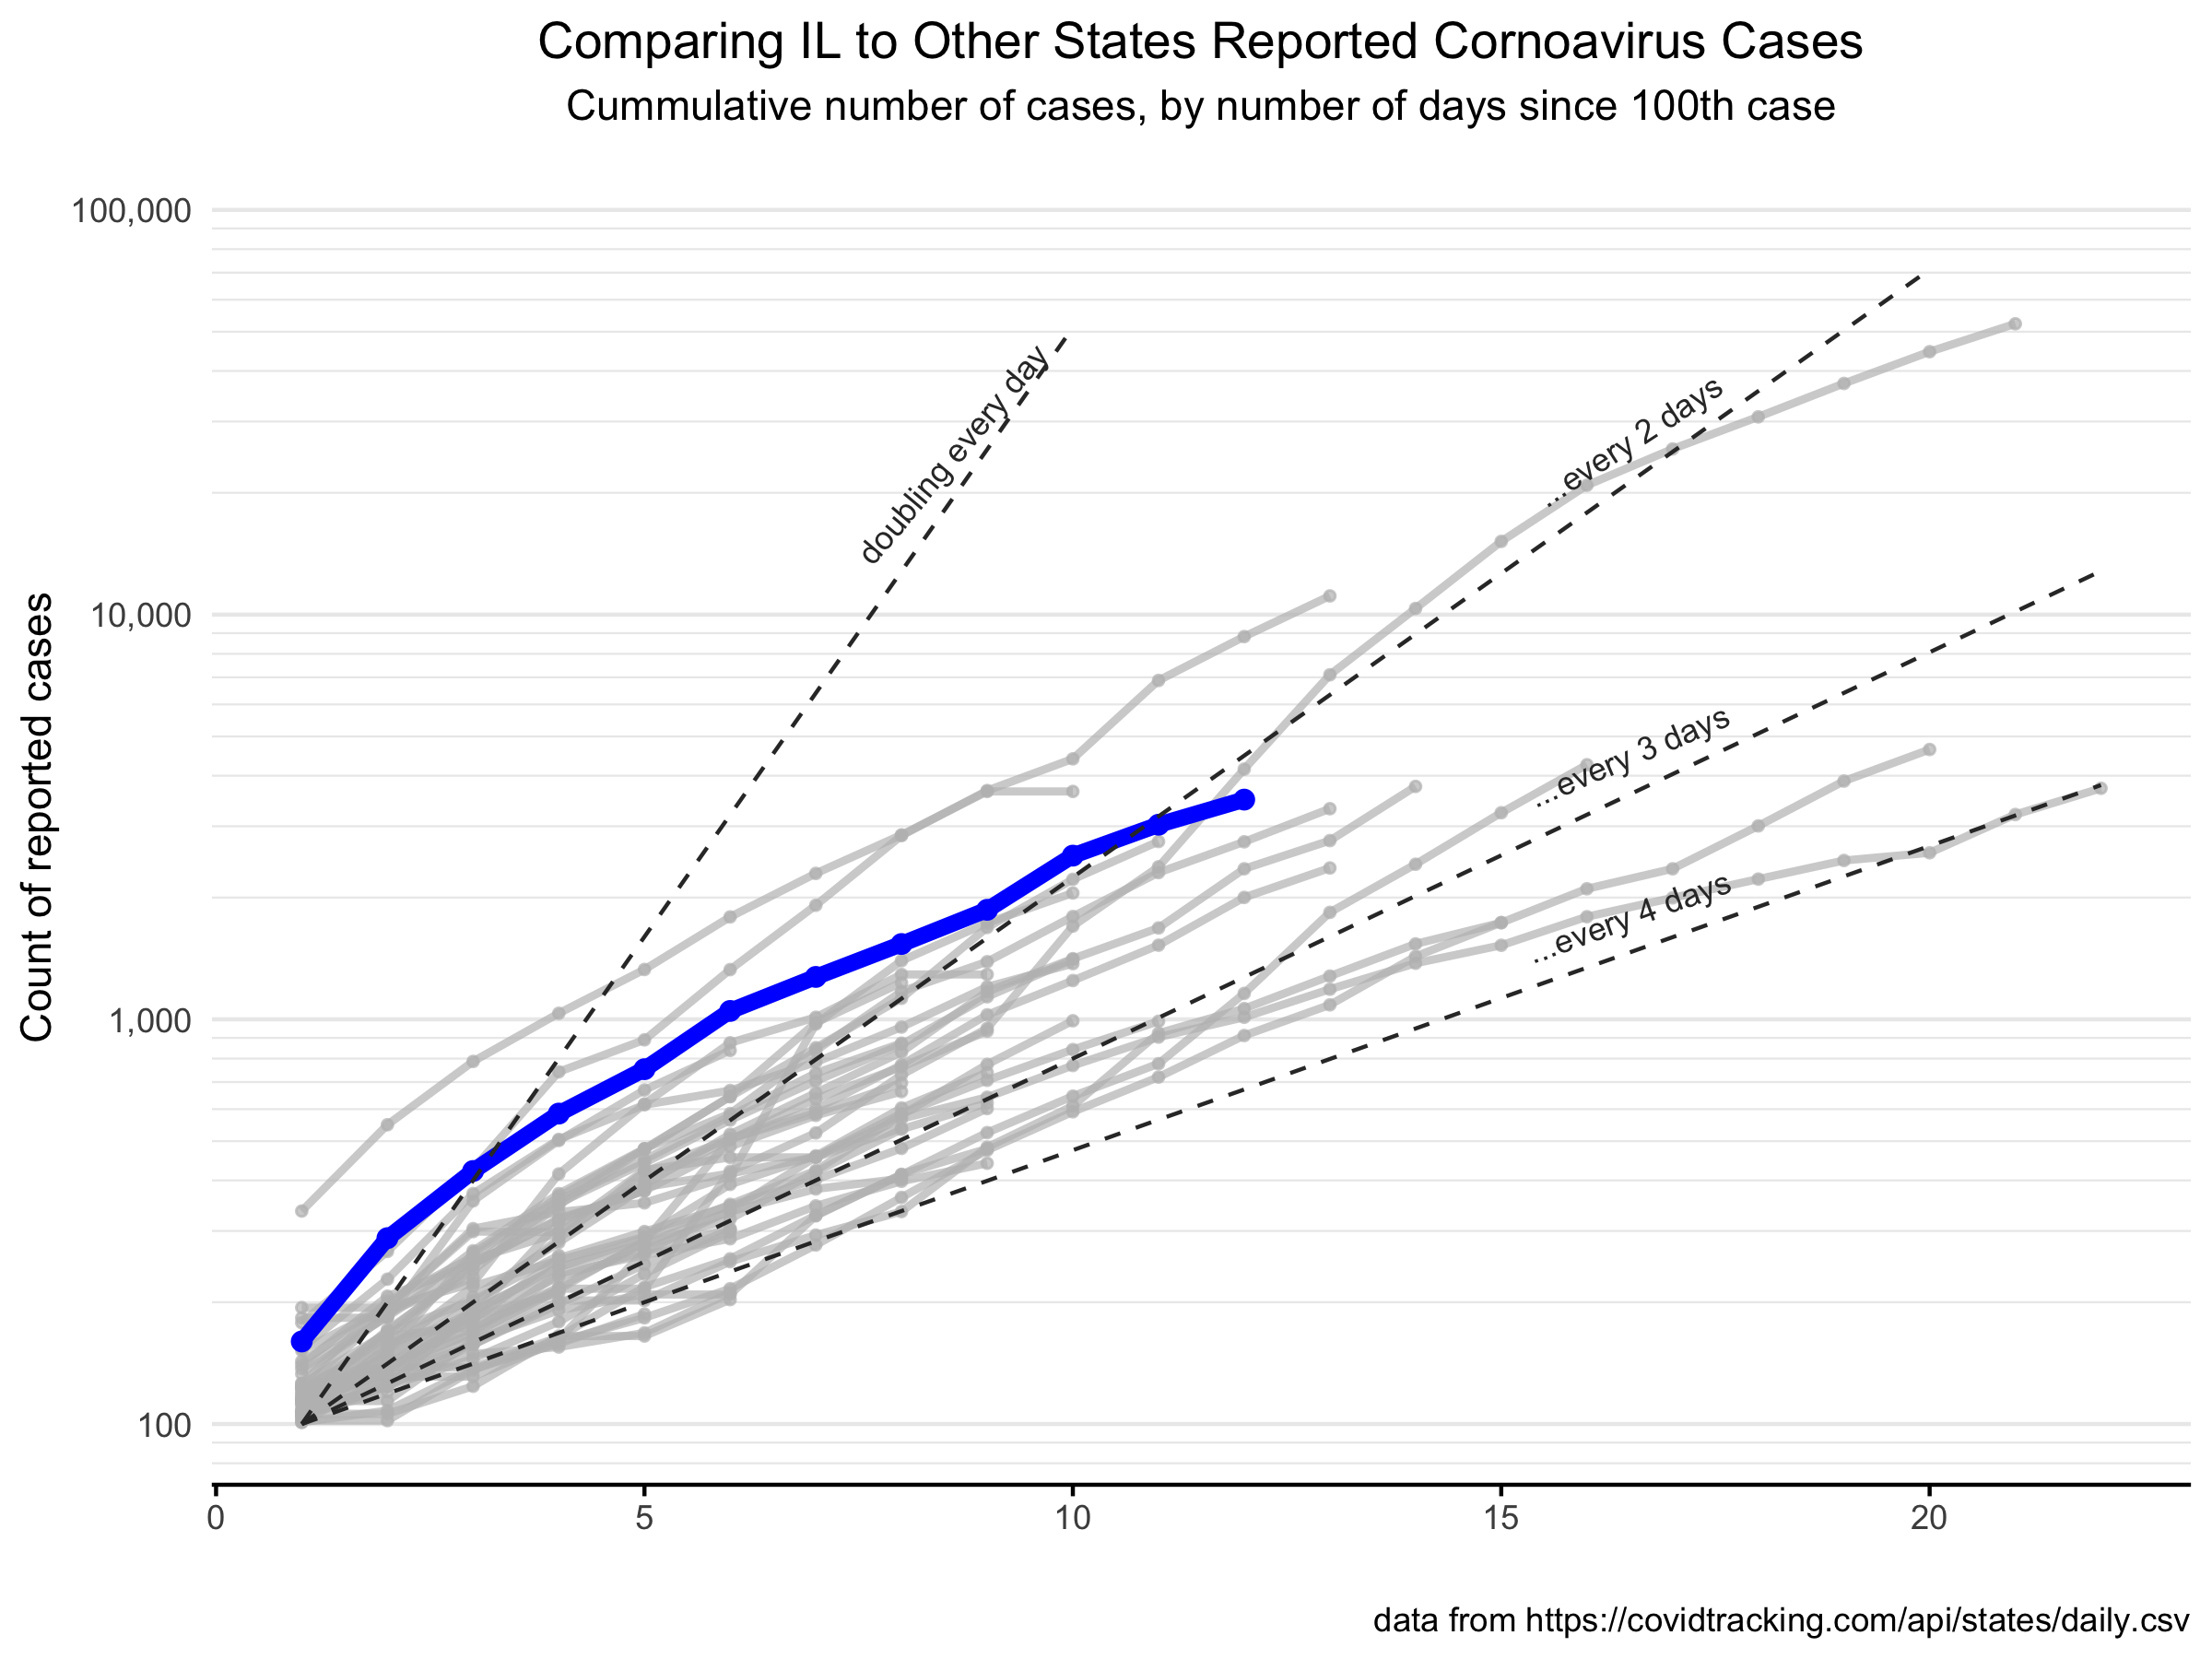 Comparing IL to Other States Reported Cornoavirus Cases
Cummulative number of cases, by number of days since 100th case
100,000
10,000
1,000
100
Count of reported cases
doubling every day
...every 2 days
...every 3 days
...every 4 days
0 5 10 15 20
data from https://covidtracking.com/api/states/daily.csv